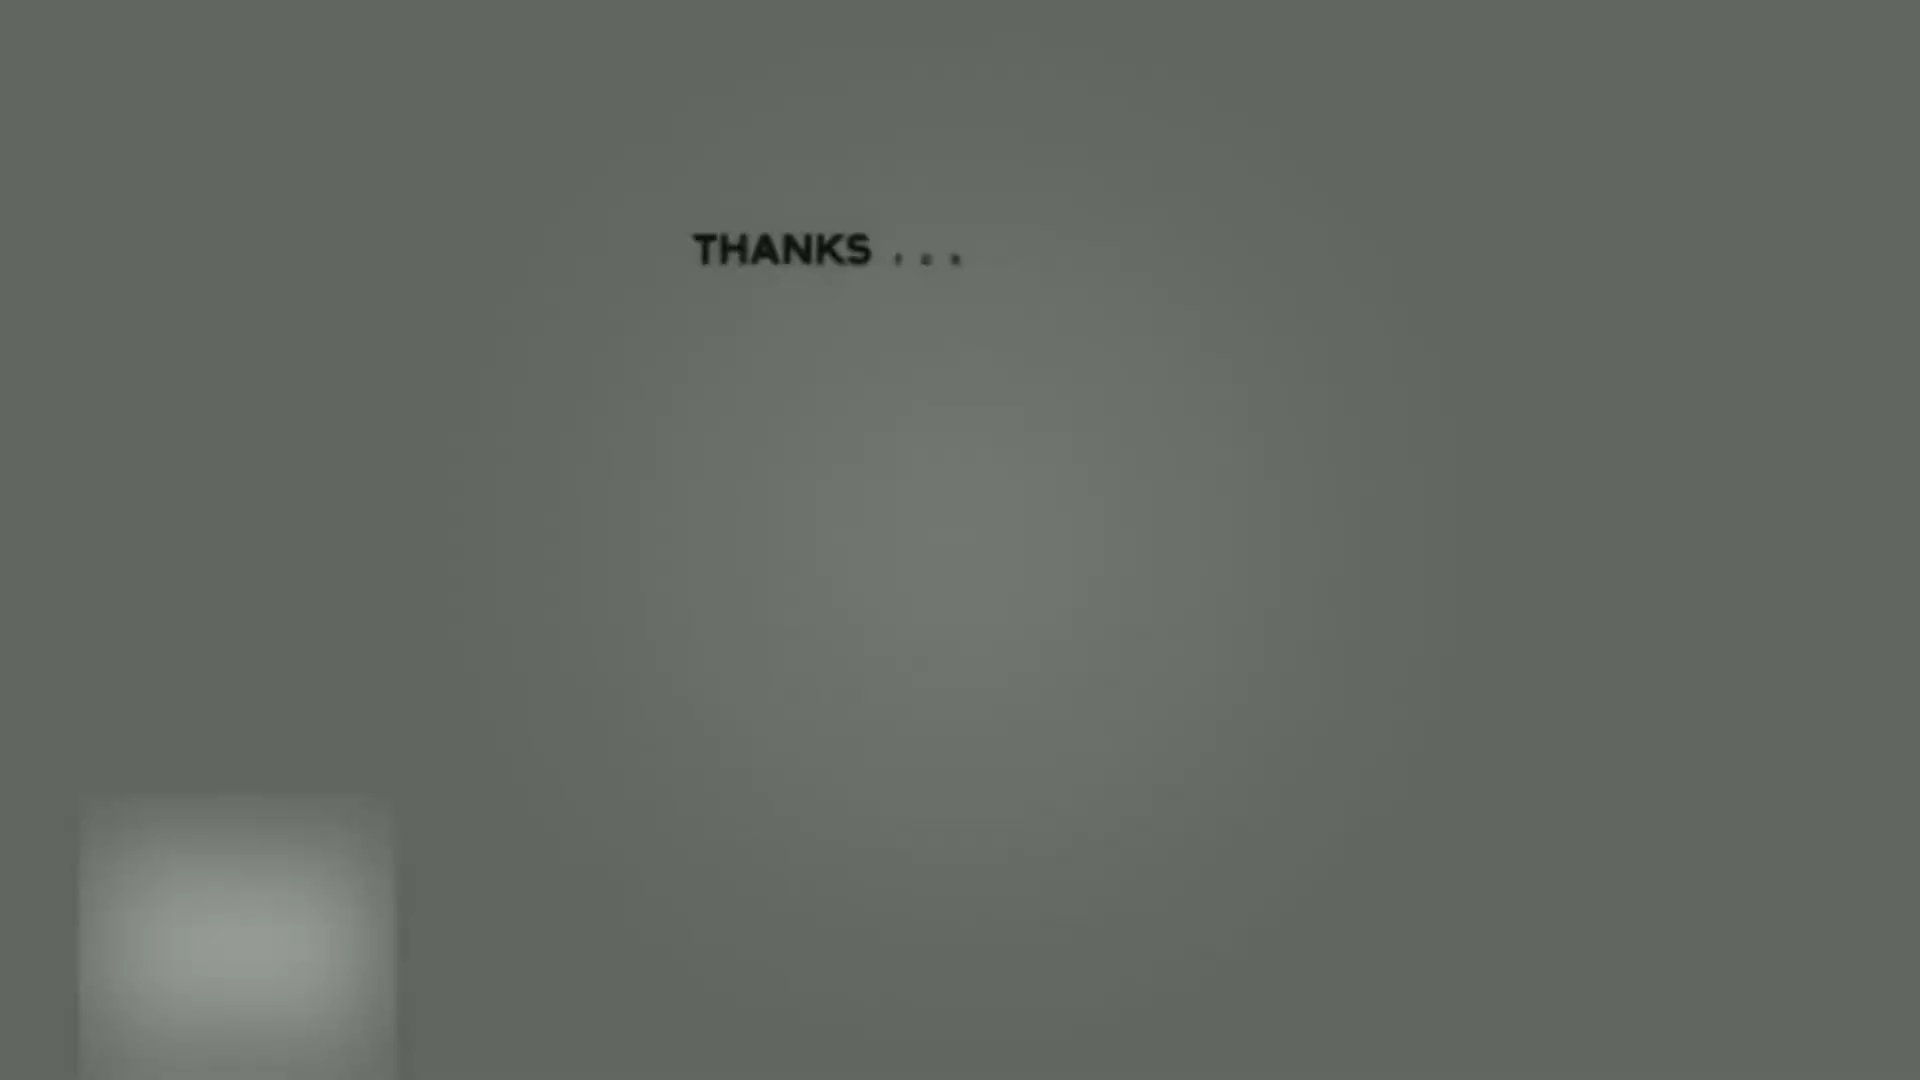 THANKS . . .